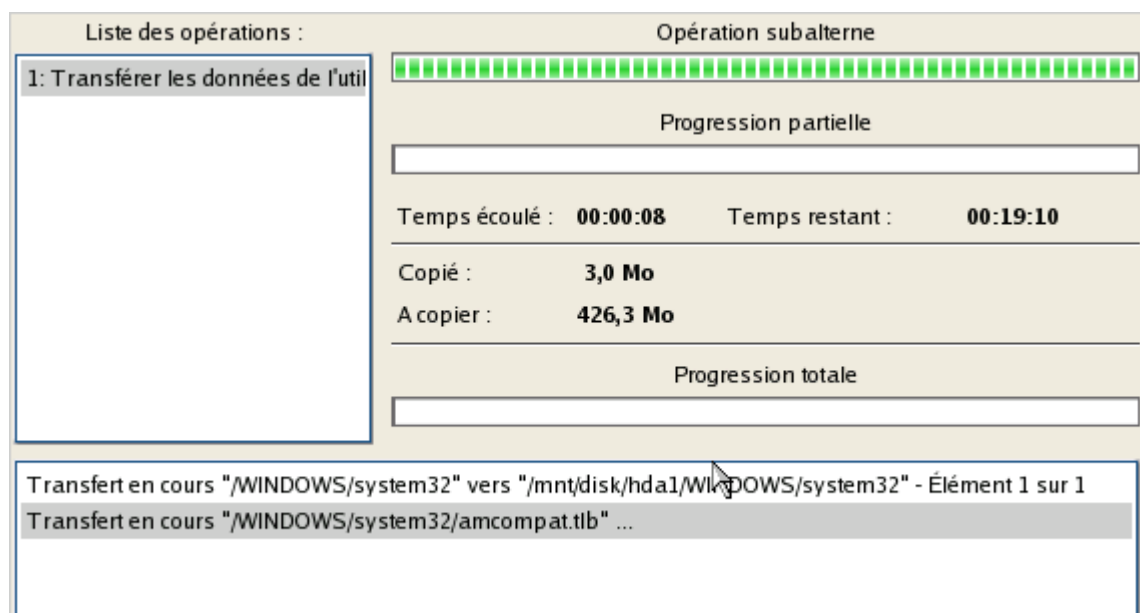 Liste des opérations :
1: Transférer les données de l'util
Opération subalterne
Progression partielle
Temps écoulé : 00:00:08 Temps restant : 00:19:10
Copié : 3,0 Mo
A copier : 426,3 Mo
Progression totale
Transfert en cours "/WINDOWS/system32" vers "/mnt/disk/hda1/WINDOWS/system32" - Élément 1 sur 1
Transfert en cours "/WINDOWS/system32/amcompat.tlb" ...